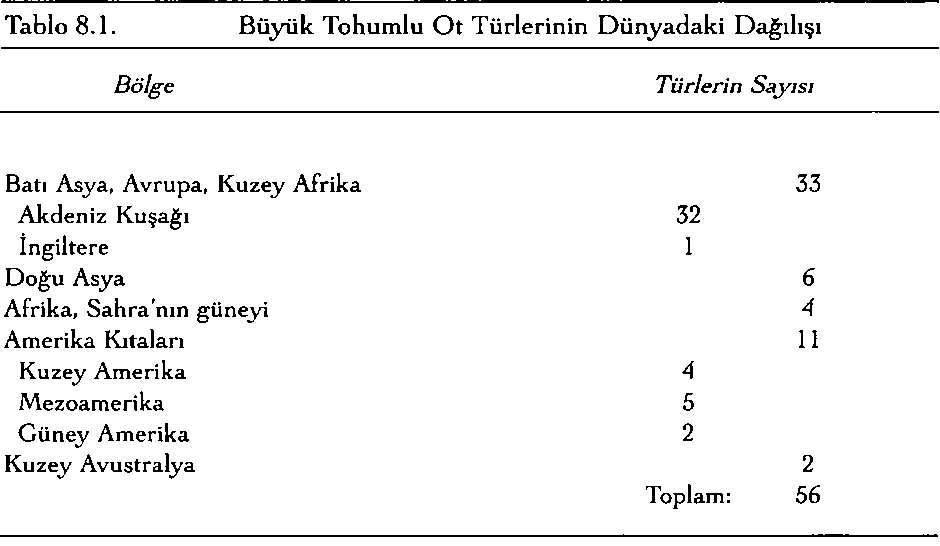 Tablo 8.1. Büyük Tohumlu Ot Türlerinin Dünyadaki Dağılışı
Bölge Türlerin Sayısı
Batı Asya, Avrupa, Kuzey Afrika 33
Akdeniz Kuşağı 32
İngiltere 1
Doğu Asya 6
Afrika, Sahra'nın güneyi 4
Amerika Kıtaları 11
Kuzey Amerika 4
Mezoamerika 5
Güney Amerika 2
Kuzey Avustralya 2
Toplam: 56